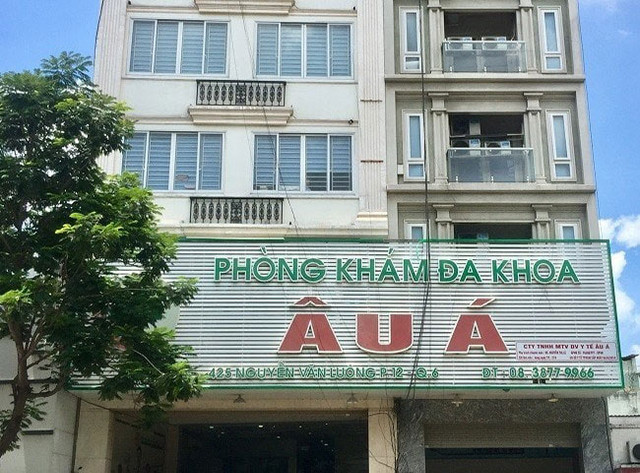 PHÒNG KHÁM ĐA KHOA
ÂU Á
CTY TNHH MTV DV Y TẾ ÂU Á
425 NGUYỄN VĂN LUÔNG P.12 - Q.6 ĐT : 08.3877 9966